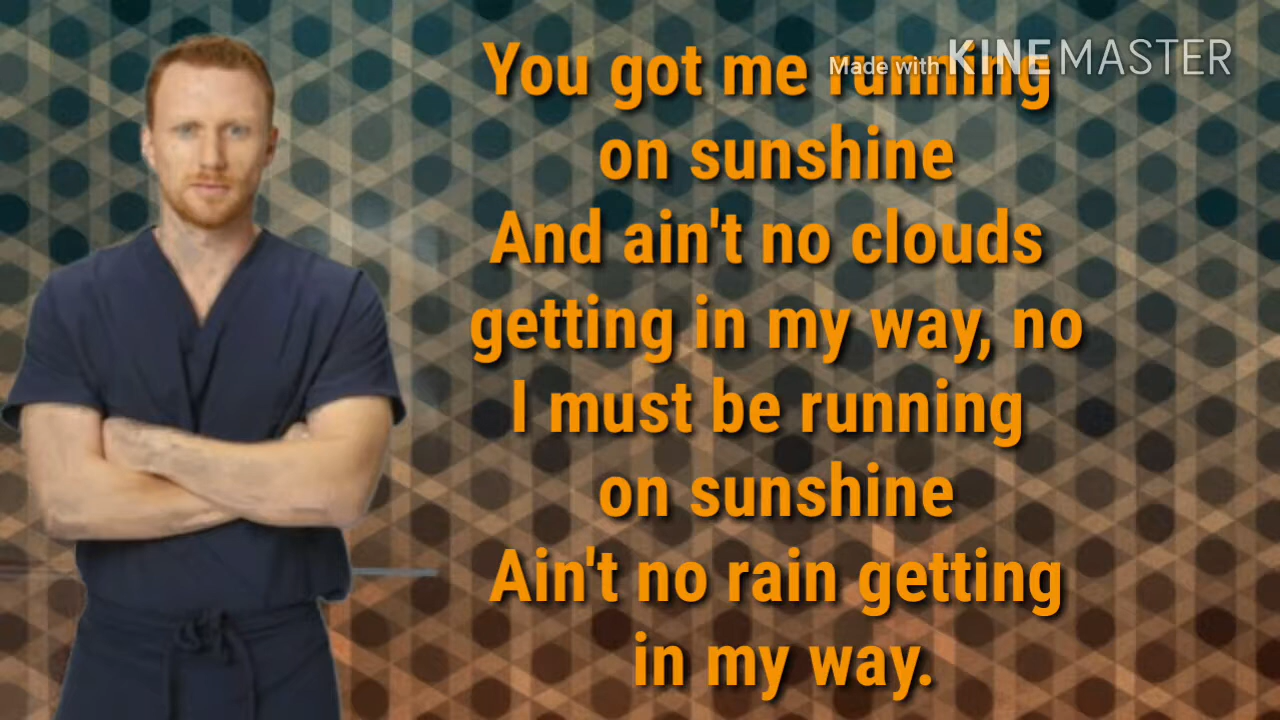 You got me running
Made with KINEMASTER
on sunshine
And ain't no clouds
getting in my way, no
I must be running
on sunshine
Ain't no rain getting
in my way.